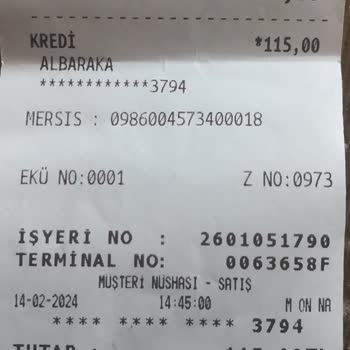 KREDİ *115,00
ALBARAKA
************3794
MERSIS : 0986004573400018
EKÜ NO:0001 Z NO:0973
İŞYERİ NO : 2601051790
TERMİNAL NO: 0063658F
MÜŞTERİ NÜSHASI - SATIŞ
14-02-2024 14:45:00 M ON NA
**** **** **** 3794